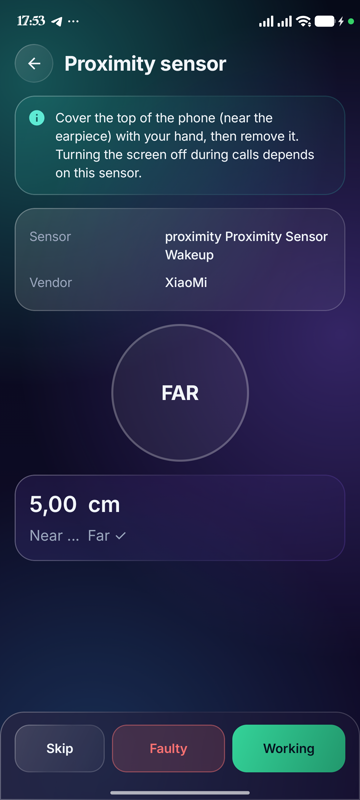 17:53 ...
Proximity sensor
Cover the top of the phone (near the
earpiece) with your hand, then remove it.
Turning the screen off during calls depends
on this sensor.
Sensor proximity Proximity Sensor
Wakeup
Vendor XiaoMi
FAR
5,00 cm
Near ... Far ✓
Skip Faulty Working